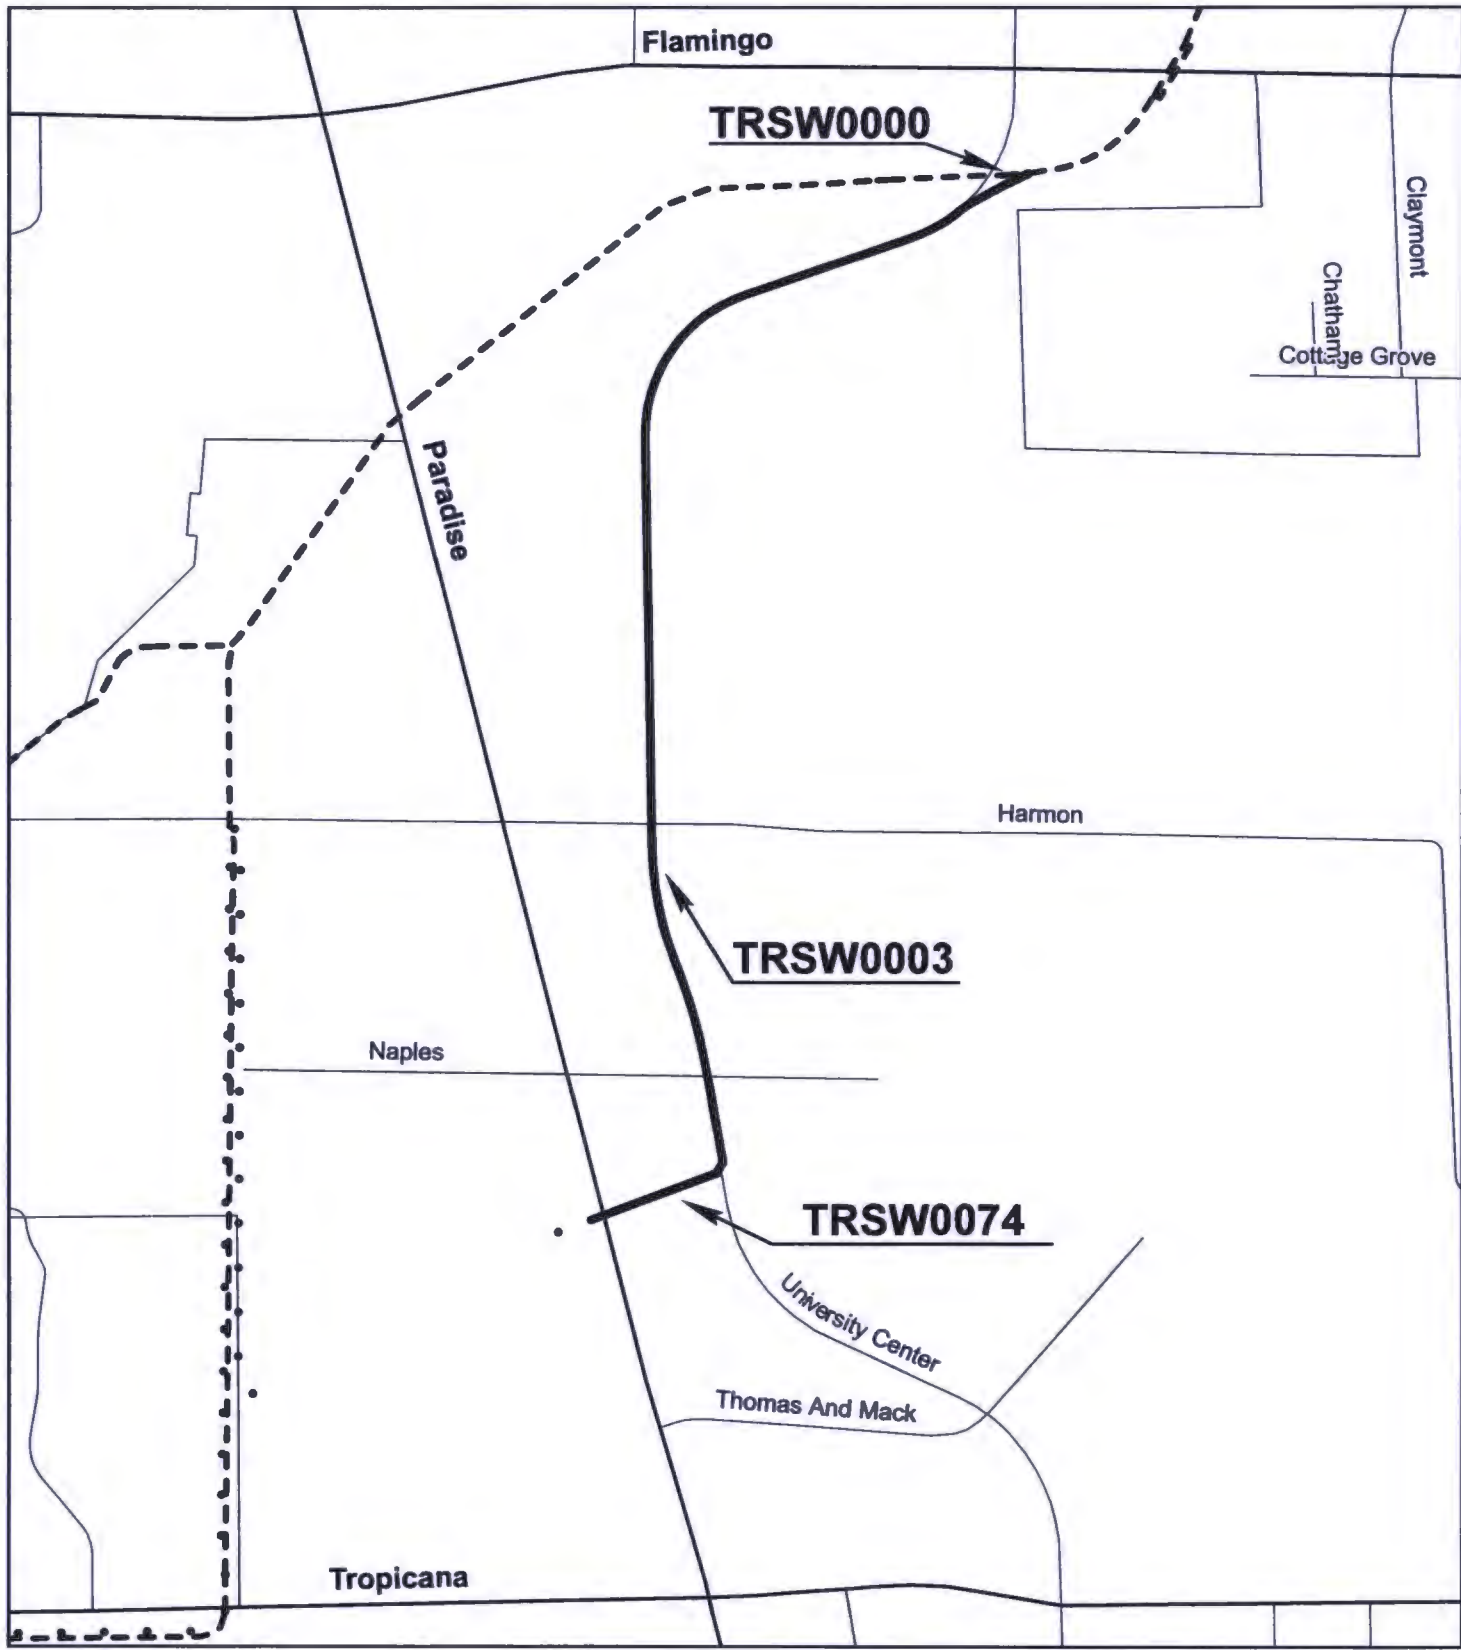 Flamingo
TRSW0000
Claymont
Chatham
Cottage Grove
Paradise
Harmon
TRSW0003
Naples
TRSW0074
University Center
Thomas And Mack
Tropicana